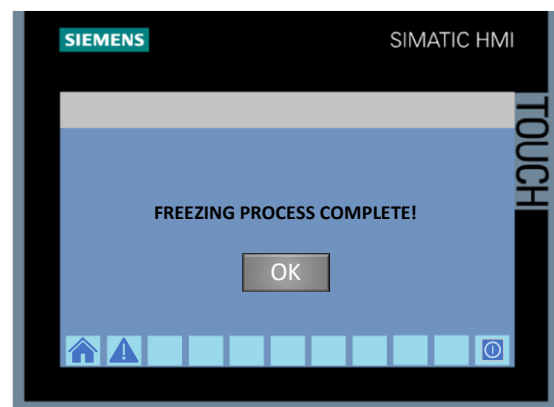 SIEMENS
SIMATIC HMI
TOUCH
FREEZING PROCESS COMPLETE!
OK